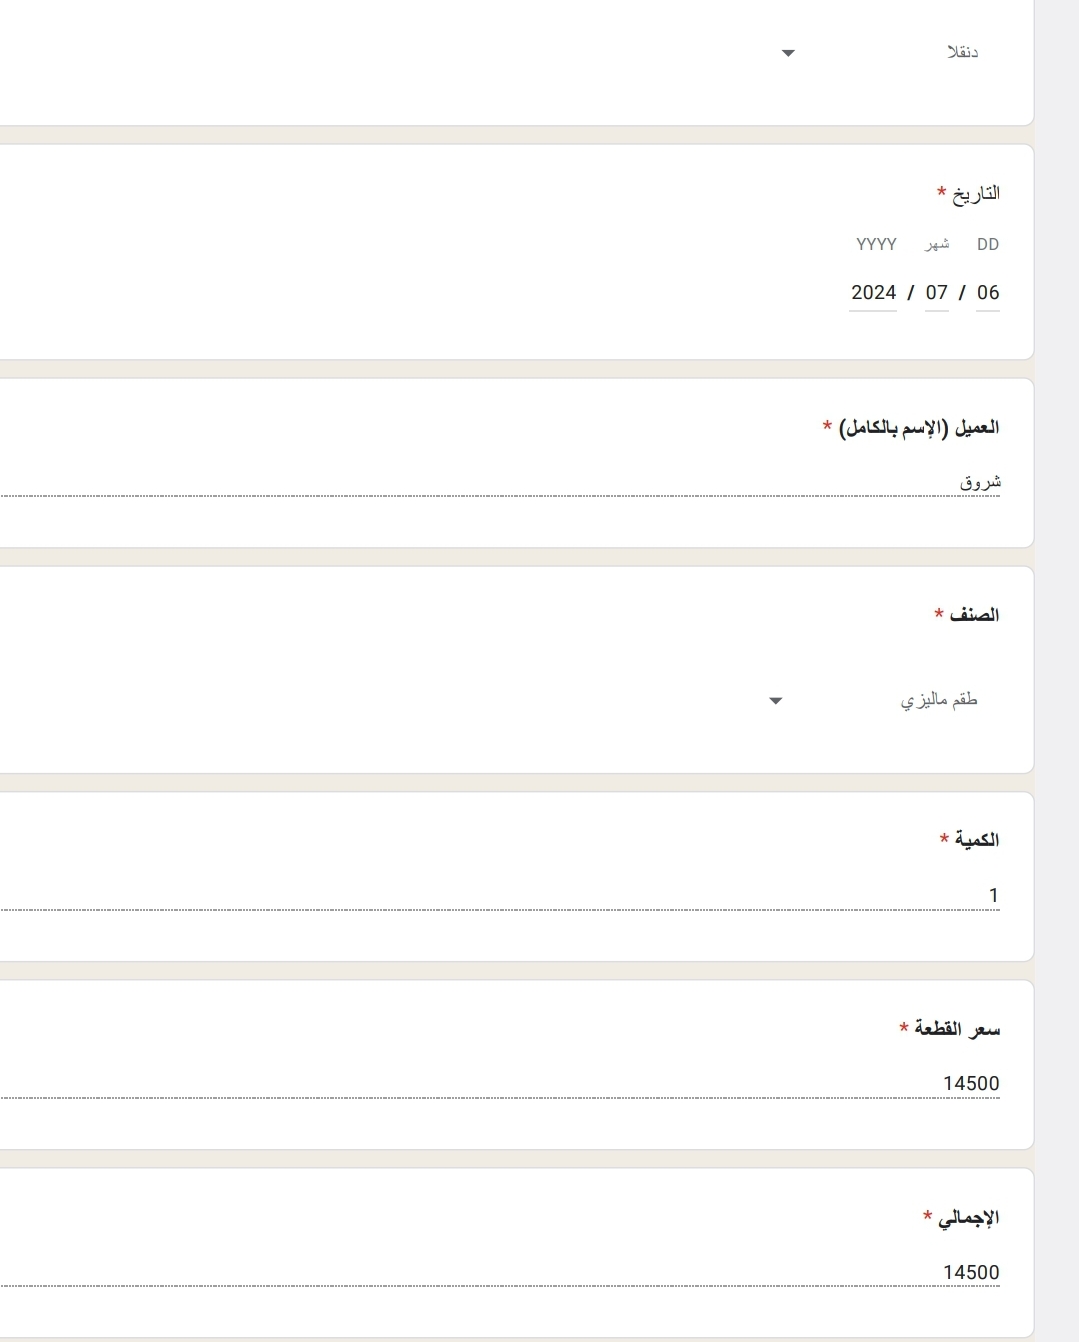 دنقلا
التاريخ *
DD شهر YYYY
06 / 07 / 2024
العميل (الإسم بالكامل) *
شروق
الصنف *
طقم ماليزي
الكمية *
1
سعر القطعة *
14500
الإجمالي *
14500